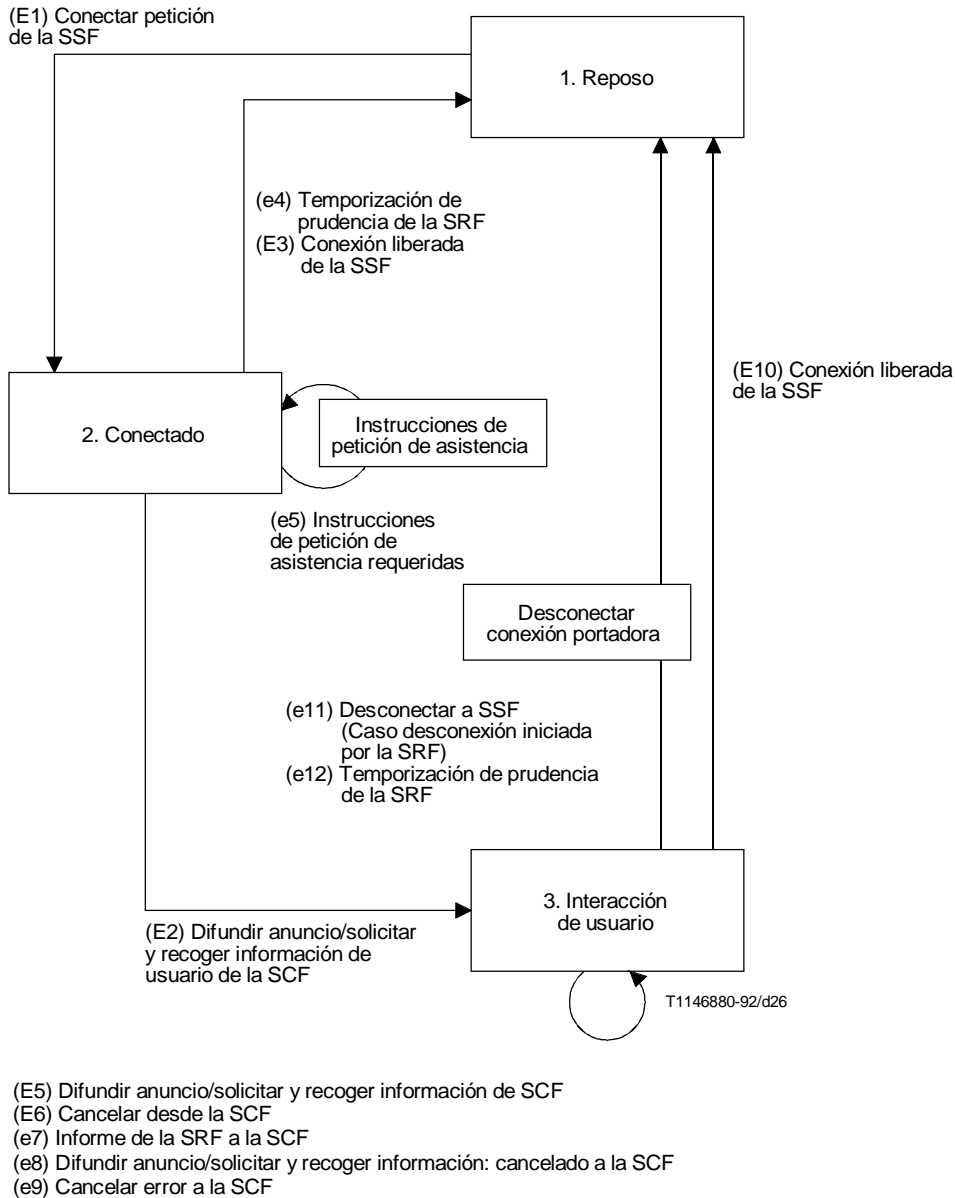 (E1) Conectar petición
de la SSF
1. Reposo
(e4) Temporización de
prudencia de la SRF
(E3) Conexión liberada
de la SSF
(E10) Conexión liberada
de la SSF
2. Conectado
Instrucciones de
petición de asistencia
(e5) Instrucciones
de petición de
asistencia requeridas
Desconectar
conexión portadora
(e11) Desconectar a SSF
(Caso desconexión iniciada
por la SRF)
(e12) Temporización de prudencia
de la SRF
3. Interacción
de usuario
(E2) Difundir anuncio/solicitar
y recoger información de
usuario de la SCF
T1146880-92/d26
(E5) Difundir anuncio/solicitar y recoger información de SCF
(E6) Cancelar desde la SCF
(e7) Informe de la SRF a la SCF
(e8) Difundir anuncio/solicitar y recoger información: cancelado a la SCF
(e9) Cancelar error a la SCF